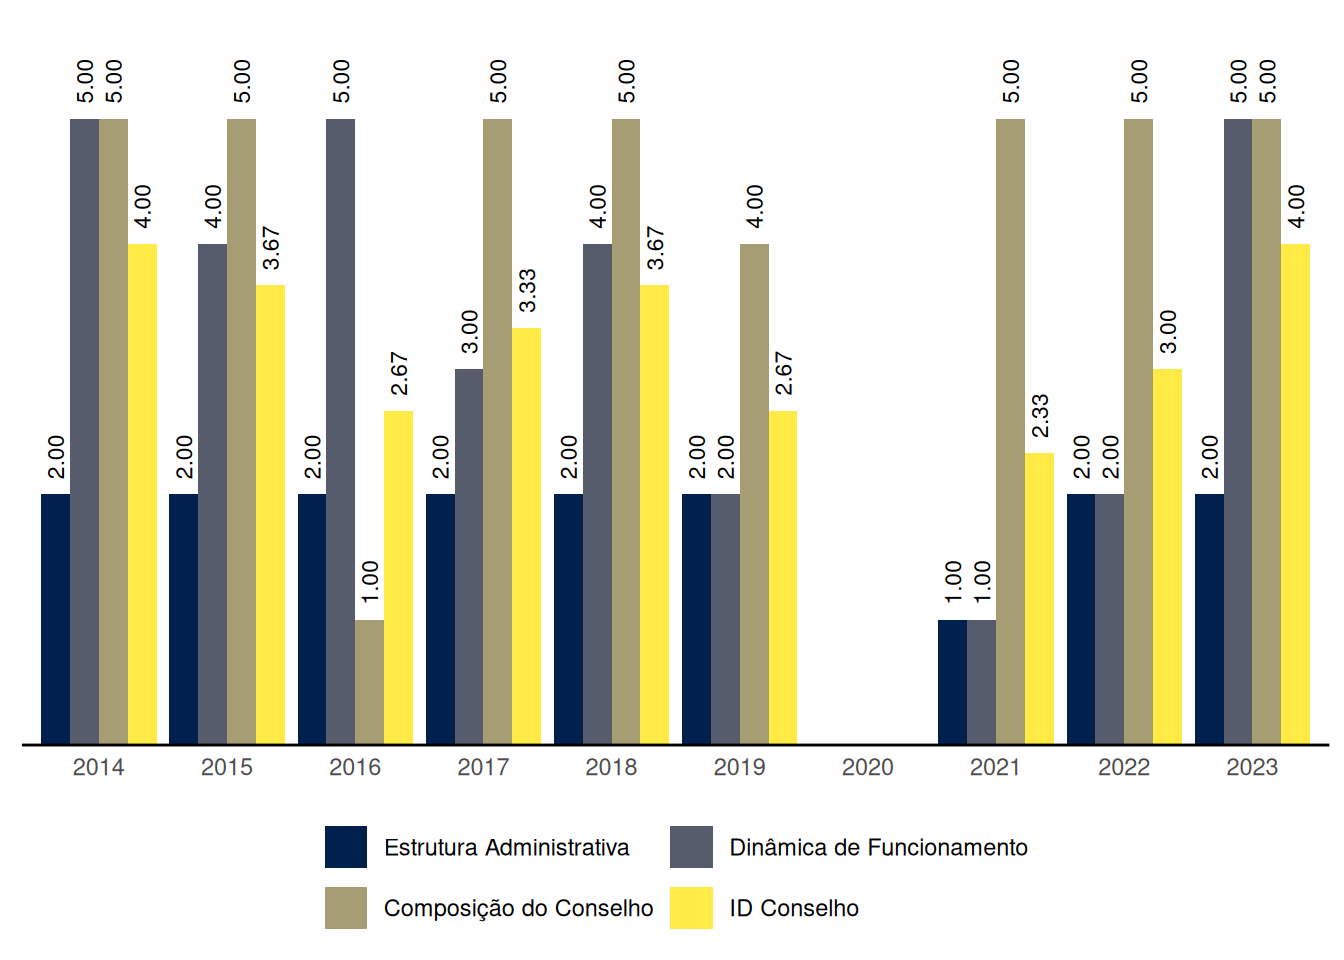 5.00 5.00 5.00 5.00 5.00 5.00 5.00 5.00 5.00 5.00
4.00 4.00 4.00 4.00 4.00
3.67 3.67
3.33
3.00 3.00
2.67 2.67
2.33
2.00 2.00 2.00 2.00 2.00 2.00 2.00 2.00 2.00 2.00
1.00 1.00 1.00
2014 2015 2016 2017 2018 2019 2020 2021 2022 2023
Estrutura Administrativa Dinâmica de Funcionamento
Composição do Conselho ID Conselho